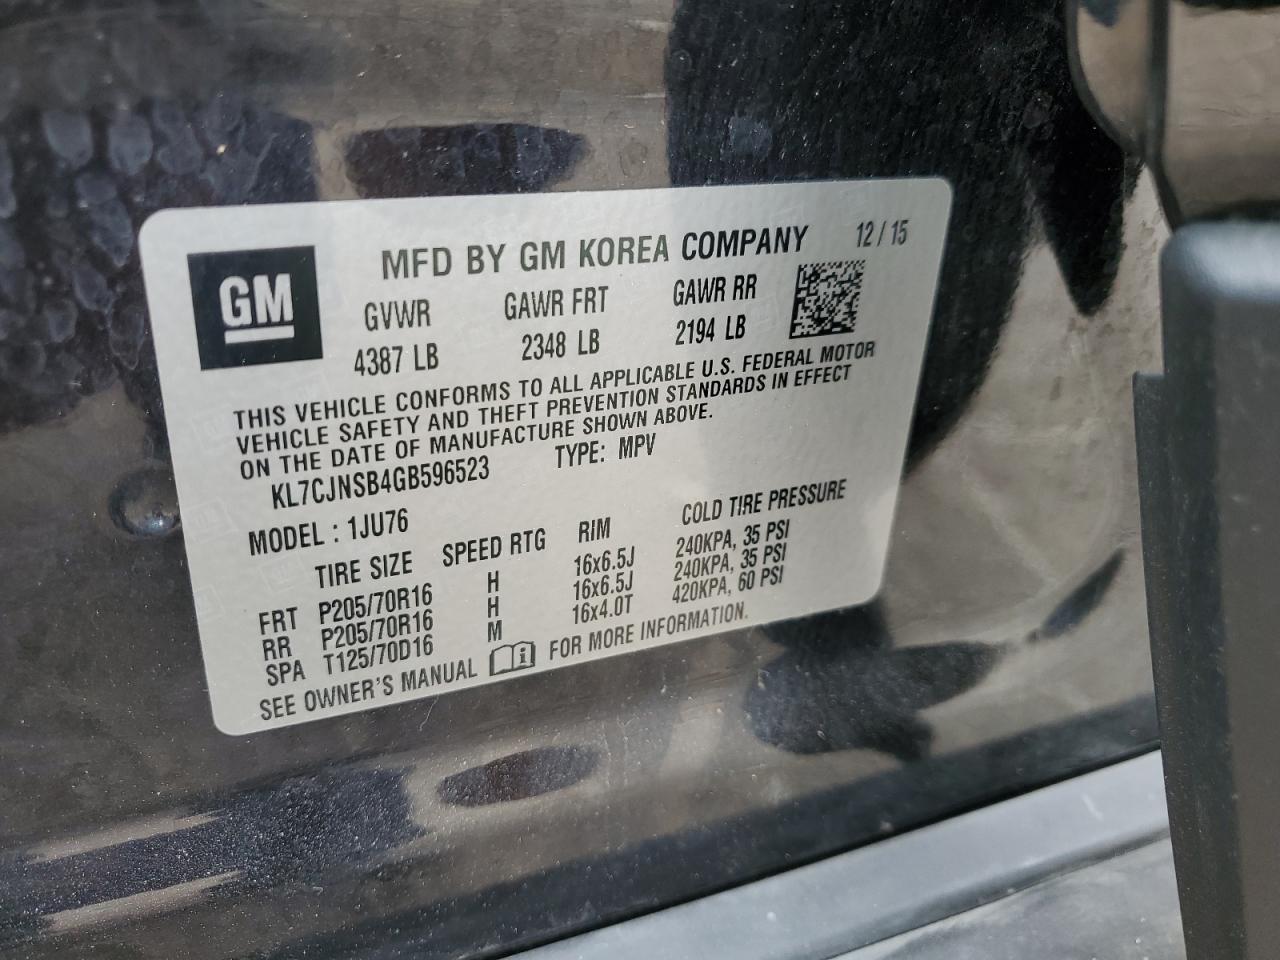 GM
MFD BY GM KOREA COMPANY 12/15
GVWR GAWR FRT GAWR RR
4387 LB 2348 LB 2194 LB
THIS VEHICLE CONFORMS TO ALL APPLICABLE U.S. FEDERAL MOTOR
VEHICLE SAFETY AND THEFT PREVENTION STANDARDS IN EFFECT
ON THE DATE OF MANUFACTURE SHOWN ABOVE.
KL7CJNSB4GB596523 TYPE: MPV
MODEL : 1JU76
TIRE SIZE SPEED RTG RIM COLD TIRE PRESSURE
FRT P205/70R16 H 16x6.5J 240KPA, 35 PSI
RR P205/70R16 H 16x6.5J 240KPA, 35 PSI
SPA T125/70D16 M 16x4.0T 420KPA, 60 PSI
SEE OWNER'S MANUAL i FOR MORE INFORMATION.